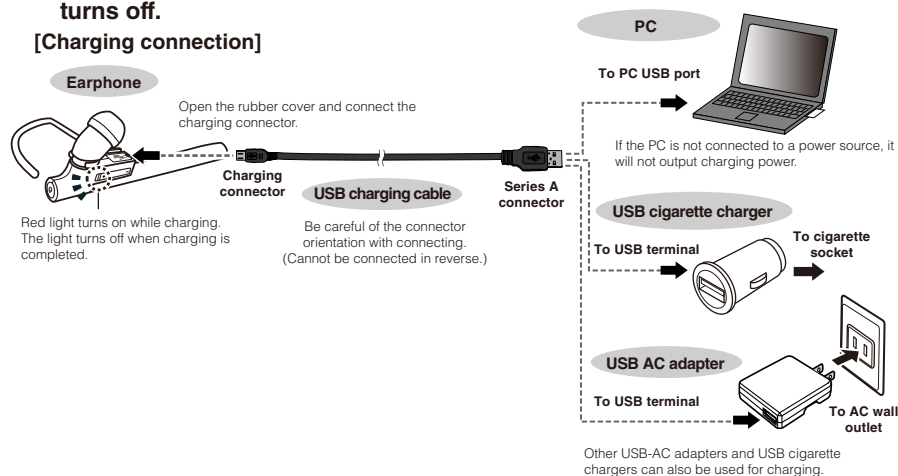 turns off.
[Charging connection]
Earphone
Open the rubber cover and connect the
charging connector.
Charging
connector
Red light turns on while charging.
The light turns off when charging is
completed.
USB charging cable
Be careful of the connector
orientation with connecting.
(Cannot be connected in reverse.)
Series A
connector
PC
To PC USB port
If the PC is not connected to a power source, it
will not output charging power.
USB cigarette charger
To USB terminal
To cigarette
socket
USB AC adapter
To USB terminal
To AC wall
outlet
Other USB-AC adapters and USB cigarette
chargers can also be used for charging.